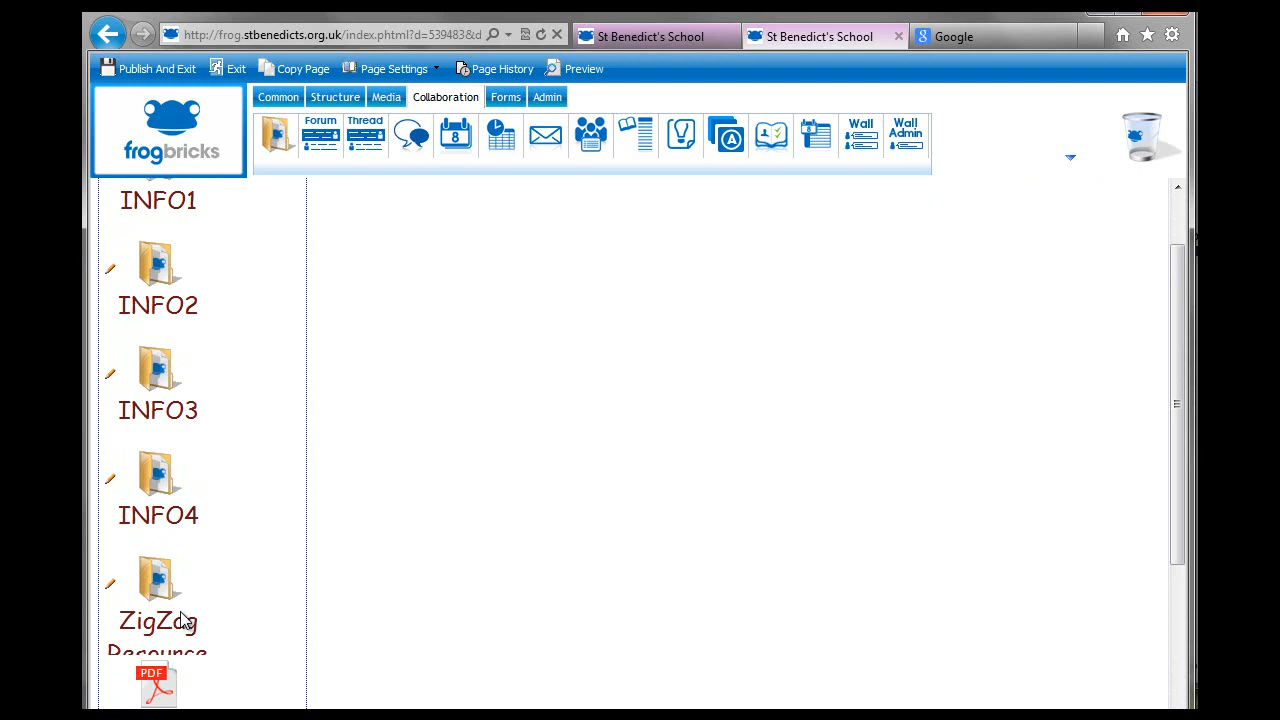 http://frog.stbenedicts.org.uk/index.phtml?d=539483&d
St Benedict's School
St Benedict's School
Google
Publish And Exit
Exit
Copy Page
Page Settings
Page History
Preview
frogbricks
Common
Structure
Media
Collaboration
Forms
Admin
Forum
Thread
8
A
8
Wall
Wall
Admin
INFO1
INFO2
INFO3
INFO4
ZigZag
Resource
PDF